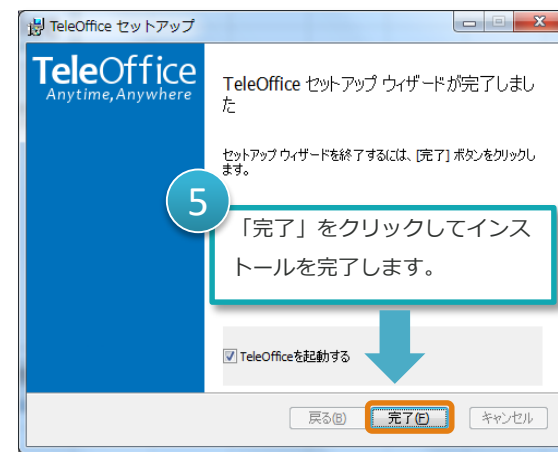 TeleOffice セットアップ
TeleOffice
Anytime,Anywhere
TeleOffice セットアップ ウィザードが完了しまし
た
セットアップ ウィザードを終了するには、[完了] ボタンをクリックし
ます。
5
「完了」をクリックしてインス
トールを完了します。
TeleOfficeを起動する
戻る(B)
完了(F)
キャンセル